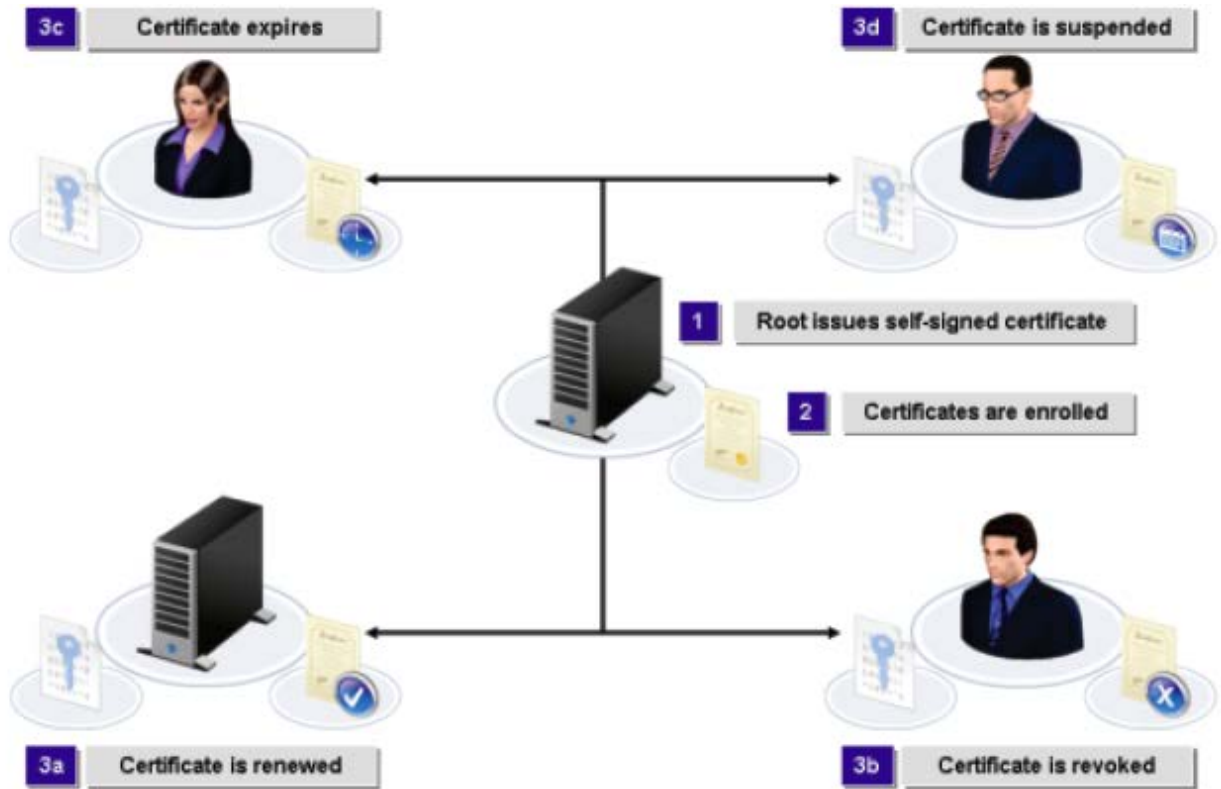 3c Certificate expires
3d Certificate is suspended
1 Root issues self-signed certificate
2 Certificates are enrolled
3a Certificate is renewed
3b Certificate is revoked